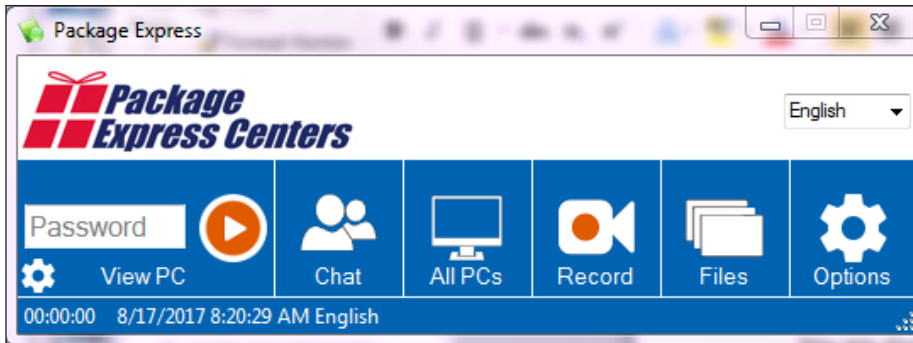 Package Express
Package
Express Centers
English
Password
View PC
Chat
All PCs
Record
Files
Options
00:00:00 8/17/2017 8:20:29 AM English